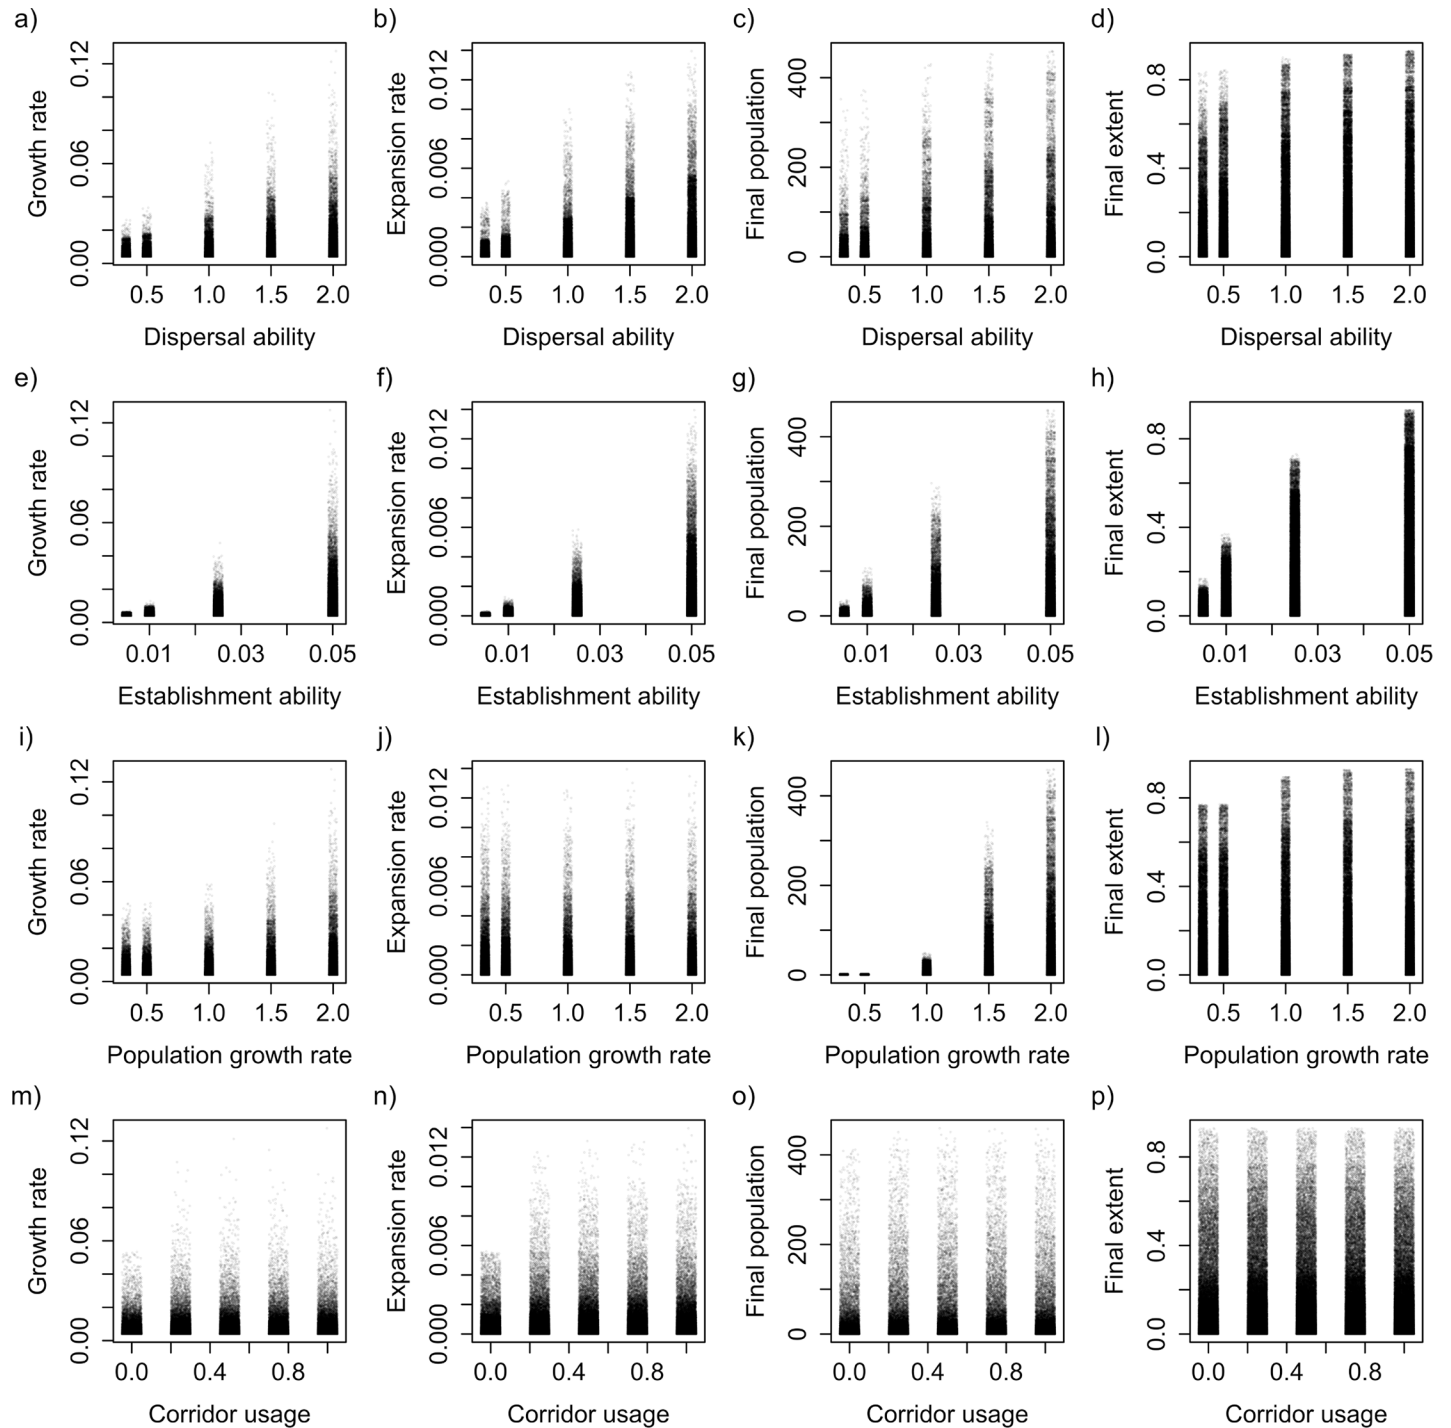 a) b) c) d)
Growth rate 0.00 0.06 0.12
0.5 1.0 1.5 2.0
Dispersal ability
Expansion rate 0.000 0.006 0.012
0.5 1.0 1.5 2.0
Dispersal ability
Final population 0 200 400
0.5 1.0 1.5 2.0
Dispersal ability
Final extent 0.0 0.4 0.8
0.5 1.0 1.5 2.0
Dispersal ability
e) f) g) h)
Growth rate 0.00 0.06 0.12
0.01 0.03 0.05
Establishment ability
Expansion rate 0.000 0.006 0.012
0.01 0.03 0.05
Establishment ability
Final population 0 200 400
0.01 0.03 0.05
Establishment ability
Final extent 0.0 0.4 0.8
0.01 0.03 0.05
Establishment ability
i) j) k) l)
Growth rate 0.00 0.06 0.12
0.5 1.0 1.5 2.0
Population growth rate
Expansion rate 0.000 0.006 0.012
0.5 1.0 1.5 2.0
Population growth rate
Final population 0 200 400
0.5 1.0 1.5 2.0
Population growth rate
Final extent 0.0 0.4 0.8
0.5 1.0 1.5 2.0
Population growth rate
m) n) o) p)
Growth rate 0.00 0.06 0.12
0.0 0.4 0.8
Corridor usage
Expansion rate 0.000 0.006 0.012
0.0 0.4 0.8
Corridor usage
Final population 0 200 400
0.0 0.4 0.8
Corridor usage
Final extent 0.0 0.4 0.8
0.0 0.4 0.8
Corridor usage